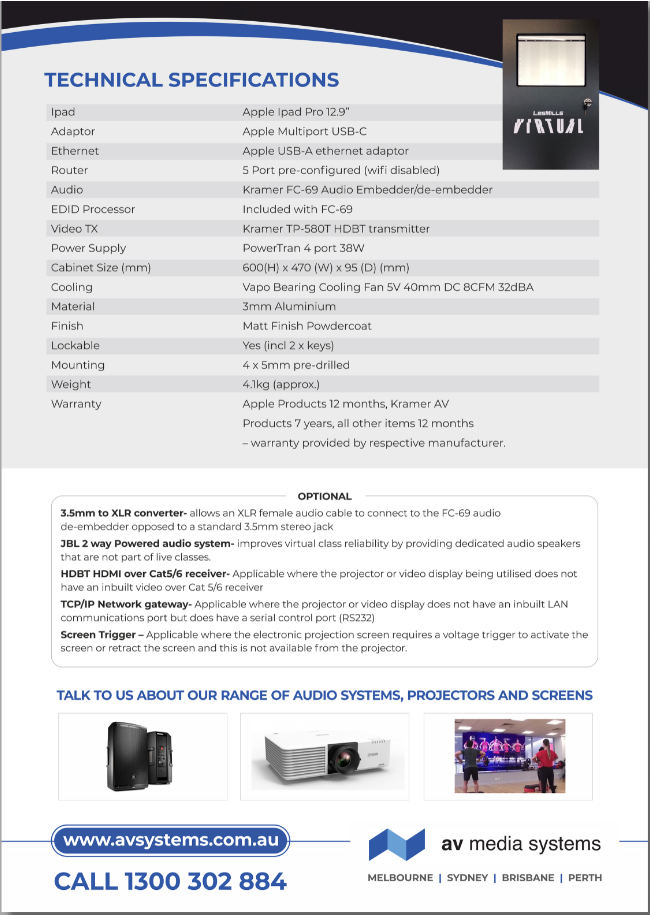 LESMILLS
VIRTUAL
TECHNICAL SPECIFICATIONS
Ipad Apple Ipad Pro 12.9”
Adaptor Apple Multiport USB-C
Ethernet Apple USB-A ethernet adaptor
Router 5 Port pre-configured (wifi disabled)
Audio Kramer FC-69 Audio Embedder/de-embedder
EDID Processor Included with FC-69
Video TX Kramer TP-580T HDBT transmitter
Power Supply PowerTran 4 port 38W
Cabinet Size (mm) 600(H) x 470 (W) x 95 (D) (mm)
Cooling Vapo Bearing Cooling Fan 5V 40mm DC 8CFM 32dBA
Material 3mm Aluminium
Finish Matt Finish Powdercoat
Lockable Yes (incl 2 x keys)
Mounting 4 x 5mm pre-drilled
Weight 4.1kg (approx.)
Warranty Apple Products 12 months, Kramer AV
Products 7 years, all other items 12 months
– warranty provided by respective manufacturer.
OPTIONAL
3.5mm to XLR converter- allows an XLR female audio cable to connect to the FC-69 audio
de-embedder opposed to a standard 3.5mm stereo jack
JBL 2 way Powered audio system- improves virtual class reliability by providing dedicated audio speakers
that are not part of live classes.
HDBT HDMI over Cat5/6 receiver- Applicable where the projector or video display being utilised does not
have an inbuilt video over Cat 5/6 receiver
TCP/IP Network gateway- Applicable where the projector or video display does not have an inbuilt LAN
communications port but does have a serial control port (RS232)
Screen Trigger – Applicable where the electronic projection screen requires a voltage trigger to activate the
screen or retract the screen and this is not available from the projector.
TALK TO US ABOUT OUR RANGE OF AUDIO SYSTEMS, PROJECTORS AND SCREENS
www.avsystems.com.au
CALL 1300 302 884
av media systems
MELBOURNE | SYDNEY | BRISBANE | PERTH